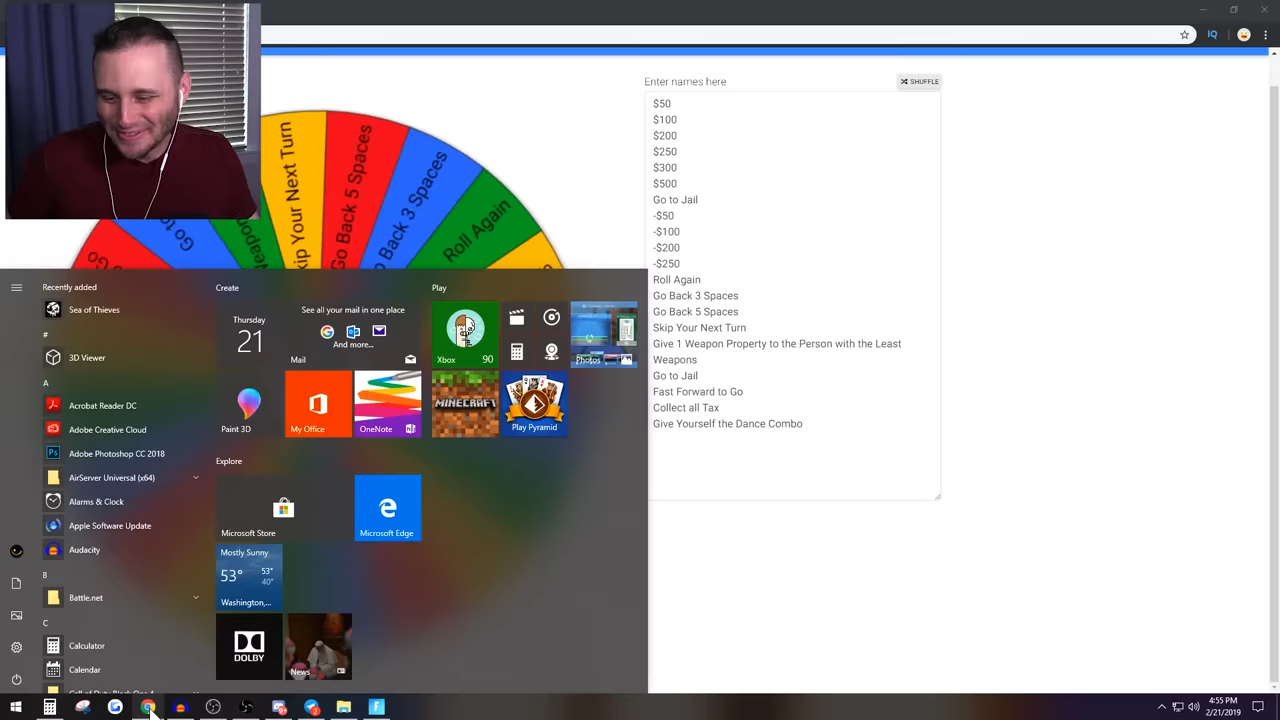 IQ
Enter names here
SHUFFLE
$50
$100
$200
$250
$300
$500
Go to Jail
-$50
-$100
-$200
-$250
Roll Again
Go Back 3 Spaces
Go Back 5 Spaces
Skip Your Next Turn
Give 1 Weapon Property to the Person with the Least
Weapons
Go to Jail
Fast Forward to Go
Collect all Tax
Give Yourself the Dance Combo
Go
Go to
Weapon
kip Your Next Turn
Go Back 5 Spaces
Back 3 Spaces
Roll Again
Recently added
Sea of Thieves
#
3D Viewer
A
Acrobat Reader DC
Adobe Creative Cloud
Adobe Photoshop CC 2018
AirServer Universal (x64)
Alarms & Clock
Apple Software Update
Audacity
B
Battle.net
C
Calculator
Calendar
Create
Thursday
21
See all your mail in one place
And more...
Mail
Paint 3D
My Office
OneNote
Explore
Microsoft Store
Microsoft Edge
Mostly Sunny
53°
53°
40°
Washington,...
DOLBY
News
Play
Xbox
90
Photos
MINECRAFT
Play Pyramid
4:55 PM
2/21/2019